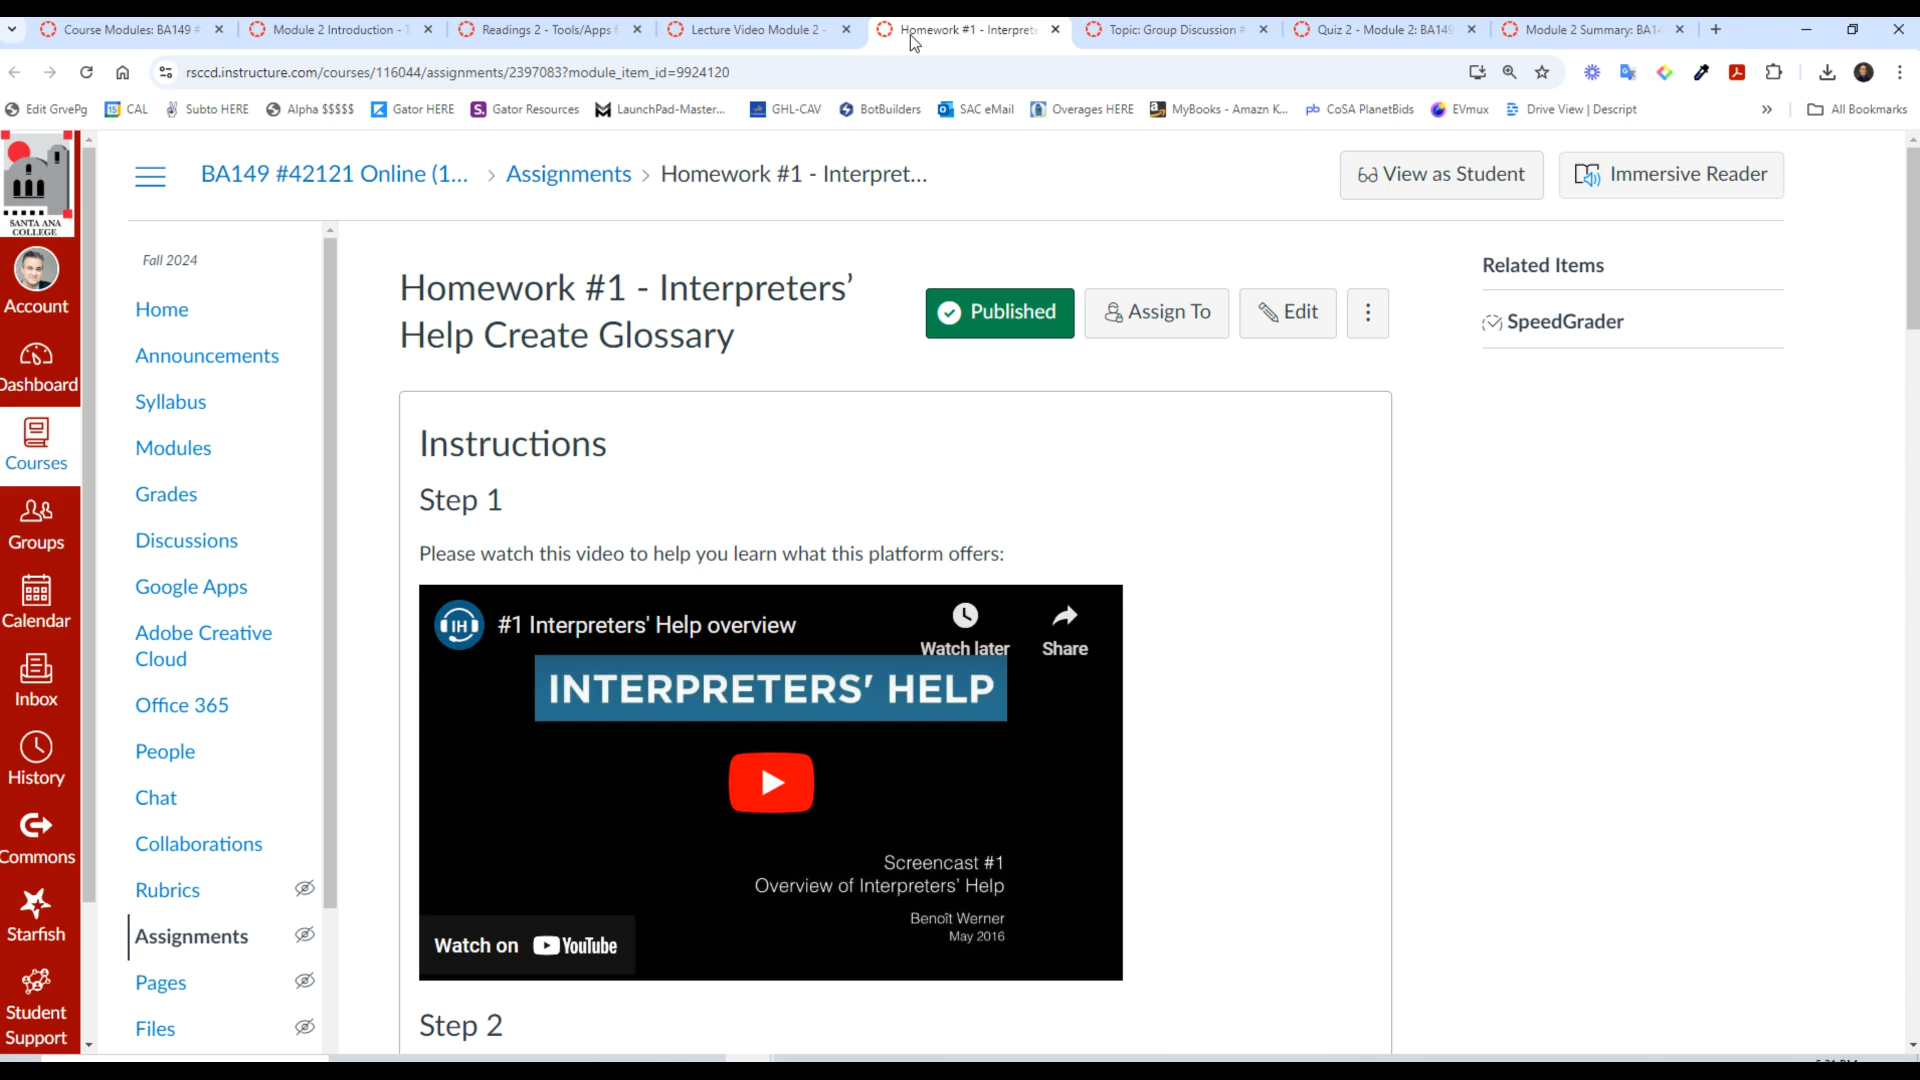 Course Modules: BA149 #
Module 2 Introduction - T
Readings 2 - Tools/Apps f
Lecture Video Module 2 -
Homework #1 - Interprete
Topic: Group Discussion #
Quiz 2 - Module 2: BA149
Module 2 Summary: BA14
rsccd.instructure.com/courses/116044/assignments/2397083?module_item_id=9924120
Edit GrvePg
CAL
Subto HERE
Alpha $$$$$
Gator HERE
Gator Resources
LaunchPad-Master...
GHL-CAV
BotBuilders
SAC eMail
Overages HERE
MyBooks - Amazn K...
pb CoSA PlanetBids
EVmux
Drive View | Descript
»
All Bookmarks
SANTA ANA
COLLEGE
Account
Dashboard
Courses
Groups
Calendar
Inbox
History
Commons
Starfish
Student
Support
BA149 #42121 Online (1... > Assignments > Homework #1 - Interpret...
View as Student
Immersive Reader
Fall 2024
Home
Announcements
Syllabus
Modules
Grades
Discussions
Google Apps
Adobe Creative
Cloud
Office 365
People
Chat
Collaborations
Rubrics
Assignments
Pages
Files
Homework #1 - Interpreters’
Help Create Glossary
Published
Assign To
Edit
Related Items
SpeedGrader
Instructions
Step 1
Please watch this video to help you learn what this platform offers:
IH
#1 Interpreters' Help overview
Watch later
Share
INTERPRETERS' HELP
Screencast #1
Overview of Interpreters' Help
Benoît Werner
May 2016
Watch on YouTube
Step 2